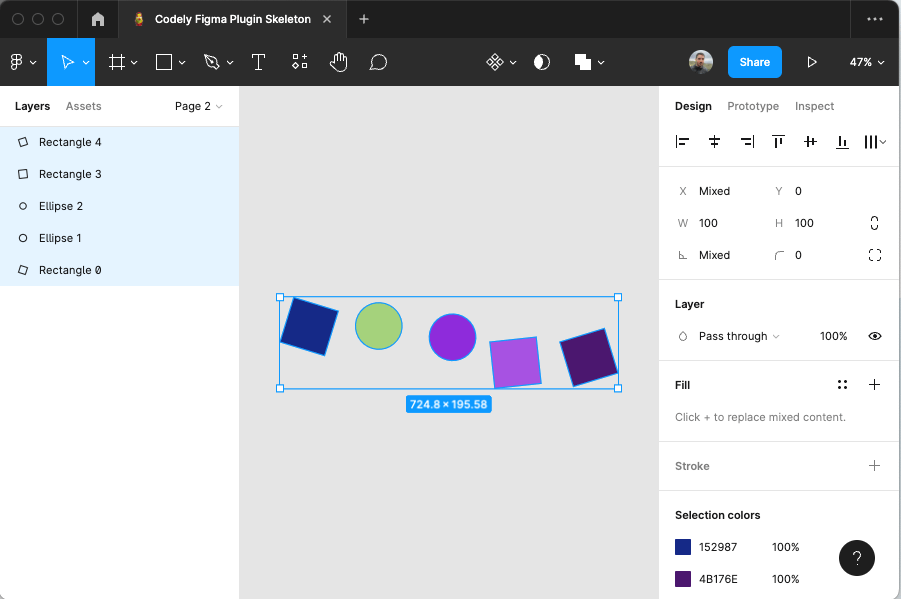 Codely Figma Plugin Skeleton
Share
47%
Layers Assets Page 2
Rectangle 4
Rectangle 3
Ellipse 2
Ellipse 1
Rectangle 0
724.8 × 195.58
Design Prototype Inspect
X Mixed Y 0
W 100 H 100
Mixed 0
Layer
Pass through 100%
Fill
Click + to replace mixed content.
Stroke
Selection colors
152987 100%
4B176E 100%
?